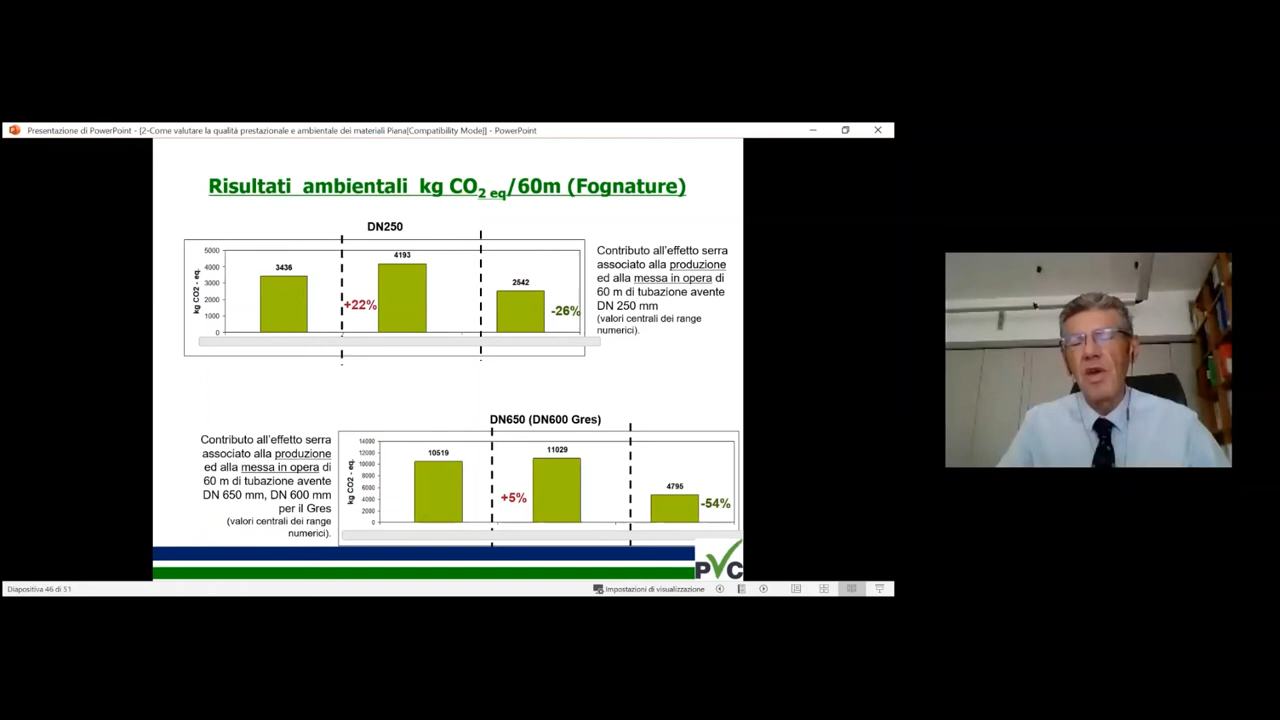 Presentazione di PowerPoint - [2-Come valutare la qualità prestazionale e ambientale dei materiali Piana[Compatibility Mode]] - PowerPoint
Risultati ambientali kg CO2 eq/60m (Fognature)
DN250
kg CO2 - eq.
5000
4000
3000
2000
1000
0
3436
4193
2542
+22%
-26%
Contributo all'effetto serra
associato alla produzione
ed alla messa in opera di
60 m di tubazione avente
DN 250 mm
(valori centrali dei range
numerici).
DN650 (DN600 Gres)
Contributo all'effetto serra
associato alla produzione
ed alla messa in opera di
60 m di tubazione avente
DN 650 mm, DN 600 mm
per il Gres
(valori centrali dei range
numerici).
kg CO2 - eq.
14000
12000
10000
8000
6000
4000
2000
0
10519
11029
4795
+5%
-54%
PVC
Diapositiva 46 di 51
Impostazioni di visualizzazione